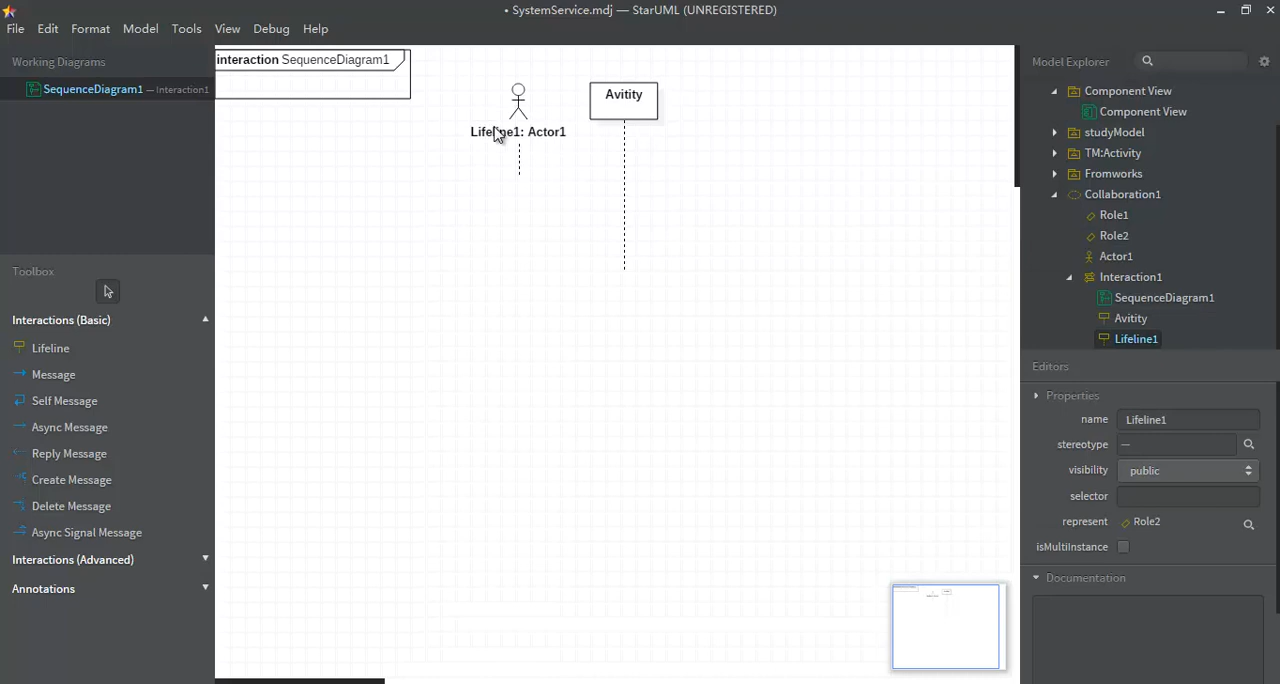 • SystemService.mdj — StarUML (UNREGISTERED)
File Edit Format Model Tools View Debug Help
Working Diagrams
SequenceDiagram1 — Interaction1
Toolbox
Interactions (Basic)
Lifeline
Message
Self Message
Async Message
Reply Message
Create Message
Delete Message
Async Signal Message
Interactions (Advanced)
Annotations
interaction SequenceDiagram1
Lifeline1: Actor1
Avitity
Model Explorer
Component View
Component View
studyModel
TM:Activity
Fromworks
Collaboration1
Role1
Role2
Actor1
Interaction1
SequenceDiagram1
Avitity
Lifeline1
Editors
Properties
name Lifeline1
stereotype —
visibility public
selector
represent Role2
isMultiInstance
Documentation